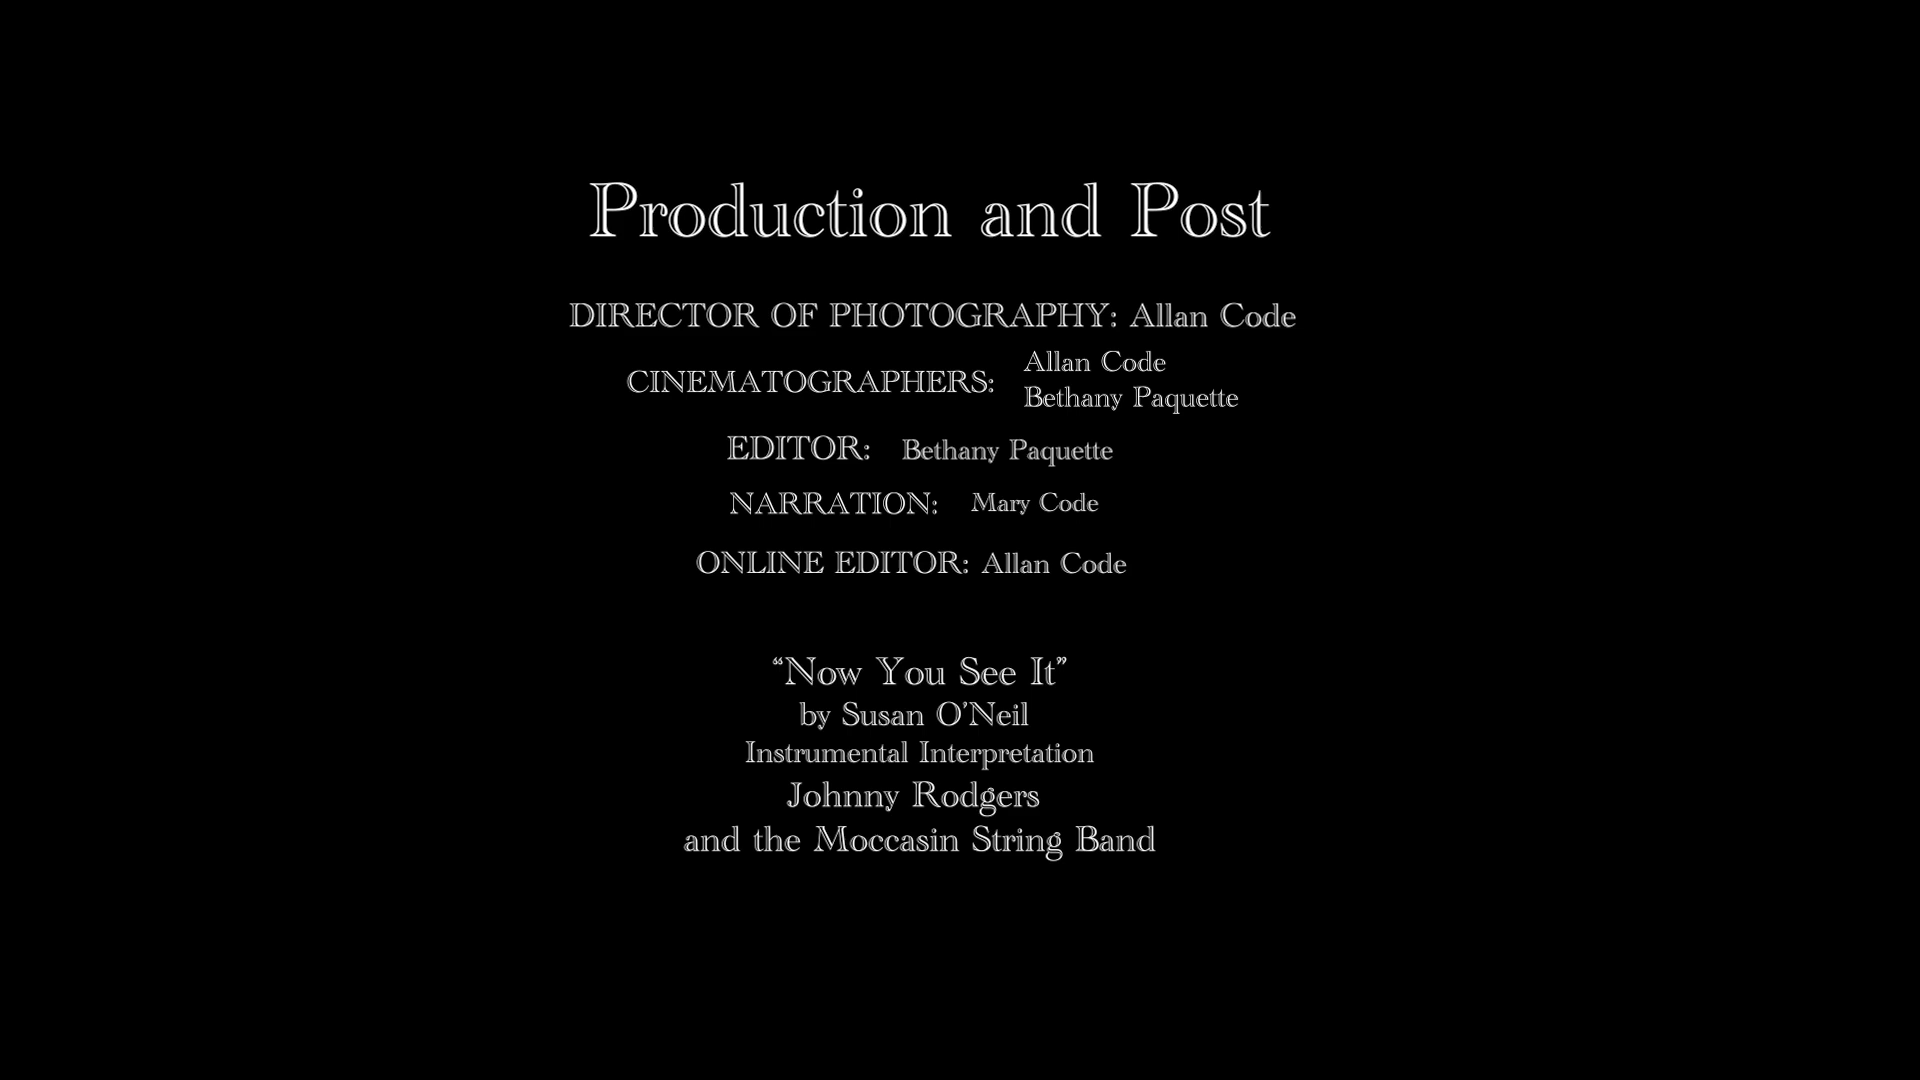 Production and Post
DIRECTOR OF PHOTOGRAPHY: Allan Code
CINEMATOGRAPHERS: Allan Code
Bethany Paquette
EDITOR: Bethany Paquette
NARRATION: Mary Code
ONLINE EDITOR: Allan Code
“Now You See It”
by Susan O’Neil
Instrumental Interpretation
Johnny Rodgers
and the Moccasin String Band